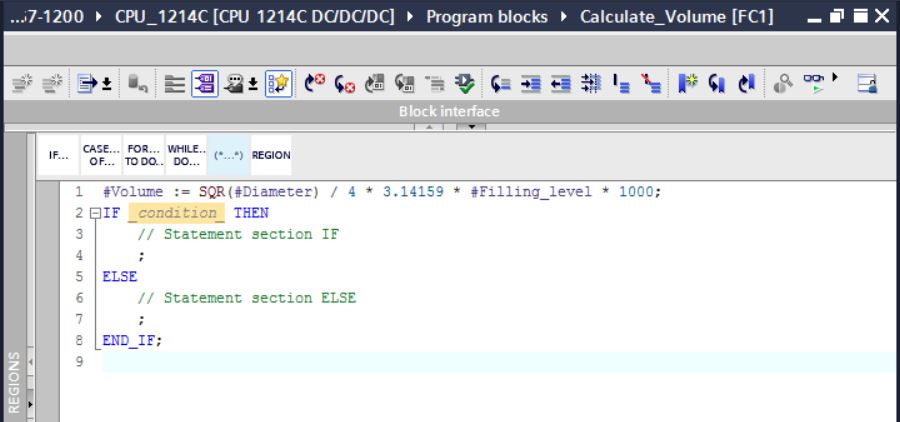 ...7-1200 ▸ CPU_1214C [CPU 1214C DC/DC/DC] ▸ Program blocks ▸ Calculate_Volume [FC1]
Block interface
IF... CASE... OF... FOR... TO DO.. WHILE.. DO... (*...*) REGION
1 #Volume := SQR(#Diameter) / 4 * 3.14159 * #Filling_level * 1000;
2 IF _condition_ THEN
3 // Statement section IF
4 ;
5 ELSE
6 // Statement section ELSE
7 ;
8 END_IF;
9
REGIONS